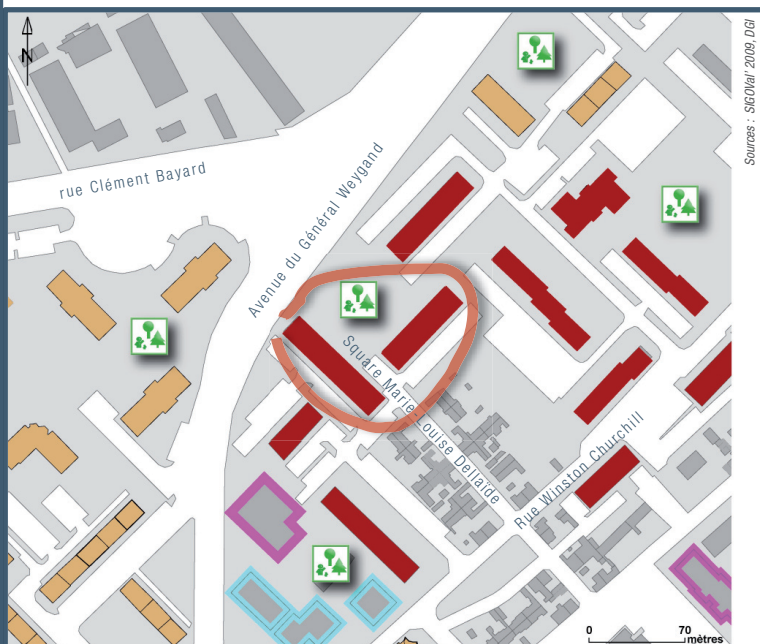 N
Sources : SIGOVal' 2009, DGI
rue Clément Bayard
Avenue du Général Weygand
Square Marie-Louise Dellaïde
Rue Winston Churchill
0 70
mètres